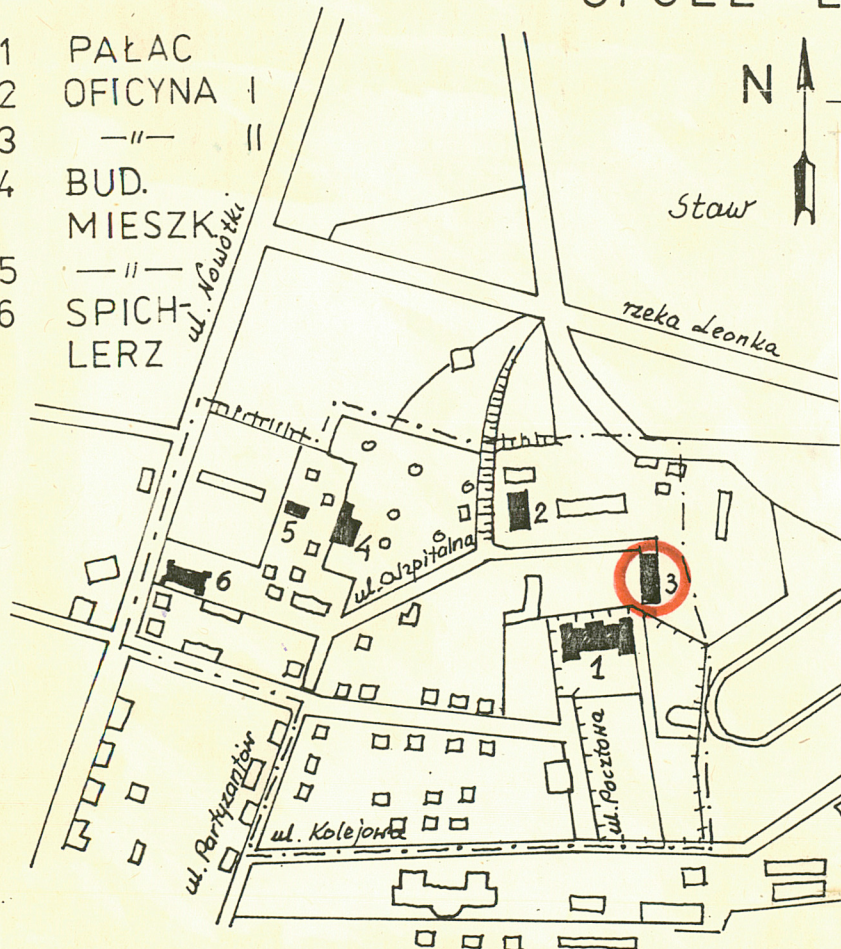 1 PAŁAC
2 OFICYNA I
3 —〃— II
4 BUD.
MIESZK.
5 —〃—
6 SPICH-
LERZ
N
Staw
ul. Nowotki
rzeka Leonka
5
4
2
6
3
ul. Szpitalna
1
ul. Partyzantów
ul. Kolejowa
ul. Pocztowa